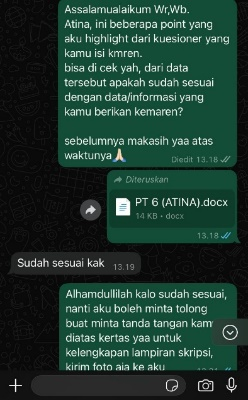 Assalamualaikum Wr,Wb.
Atina, ini beberapa point yang
aku highlight dari kuesioner yang
kamu isi kmren.
bisa di cek yah, dari data
tersebut apakah sudah sesuai
dengan data/informasi yang
kamu berikan kemaren?
sebelumnya makasih yaa atas
waktunya🙏🏻
Diedit 13.18
Diteruskan
PT 6 (ATINA).docx
14 KB • docx
13.18
Sudah sesuai kak 13.19
Alhamdullilah kalo sudah sesuai,
nanti aku boleh minta tolong
buat minta tanda tangan kam
diatas kertas yaa untuk
kelengkapan lampiran skripsi,
kirim foto aja ke aku